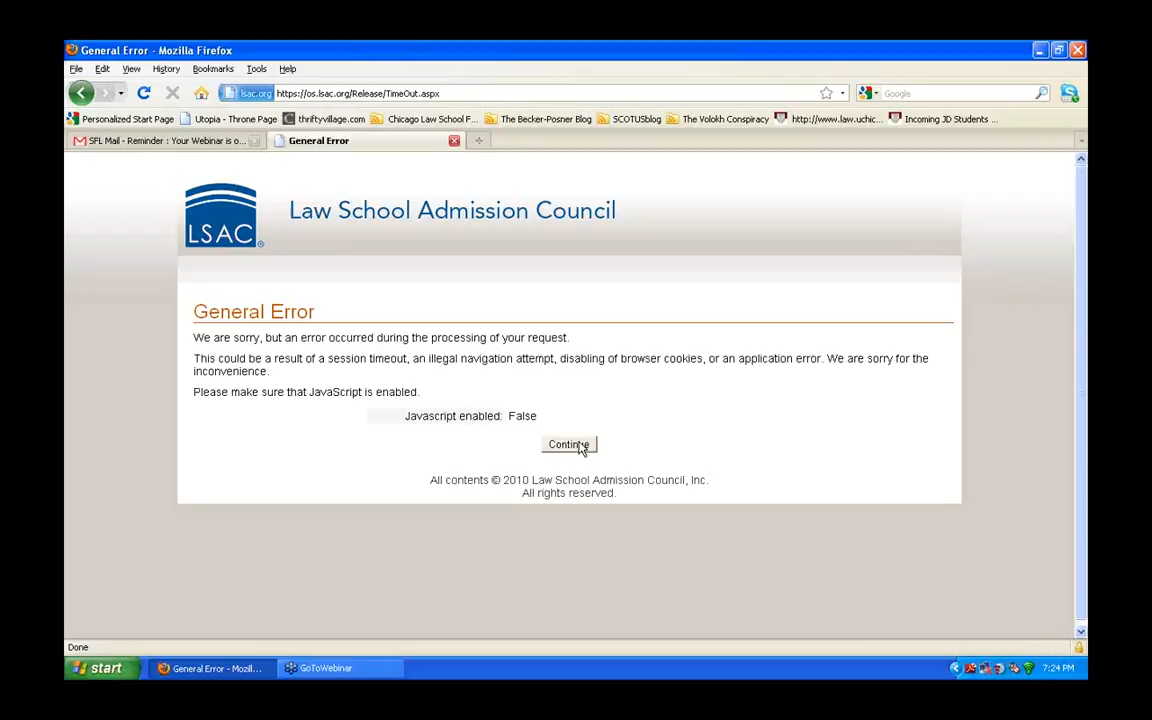 General Error - Mozilla Firefox
File Edit View History Bookmarks Tools Help
lsac.org https://os.lsac.org/Release/TimeOut.aspx Google
Personalized Start Page Utopia - Throne Page thriftyvillage.com Chicago Law School F... The Becker-Posner Blog SCOTUSblog The Volokh Conspiracy http://www.law.uchic... Incoming JD Students ...
SFL Mail - Reminder : Your Webinar is o... General Error
LSAC Law School Admission Council
General Error
We are sorry, but an error occurred during the processing of your request.
This could be a result of a session timeout, an illegal navigation attempt, disabling of browser cookies, or an application error. We are sorry for the
inconvenience.
Please make sure that JavaScript is enabled.
Javascript enabled: False
Continue
All contents © 2010 Law School Admission Council, Inc.
All rights reserved.
Done
start General Error - Mozil... GoToWebinar 7:24 PM